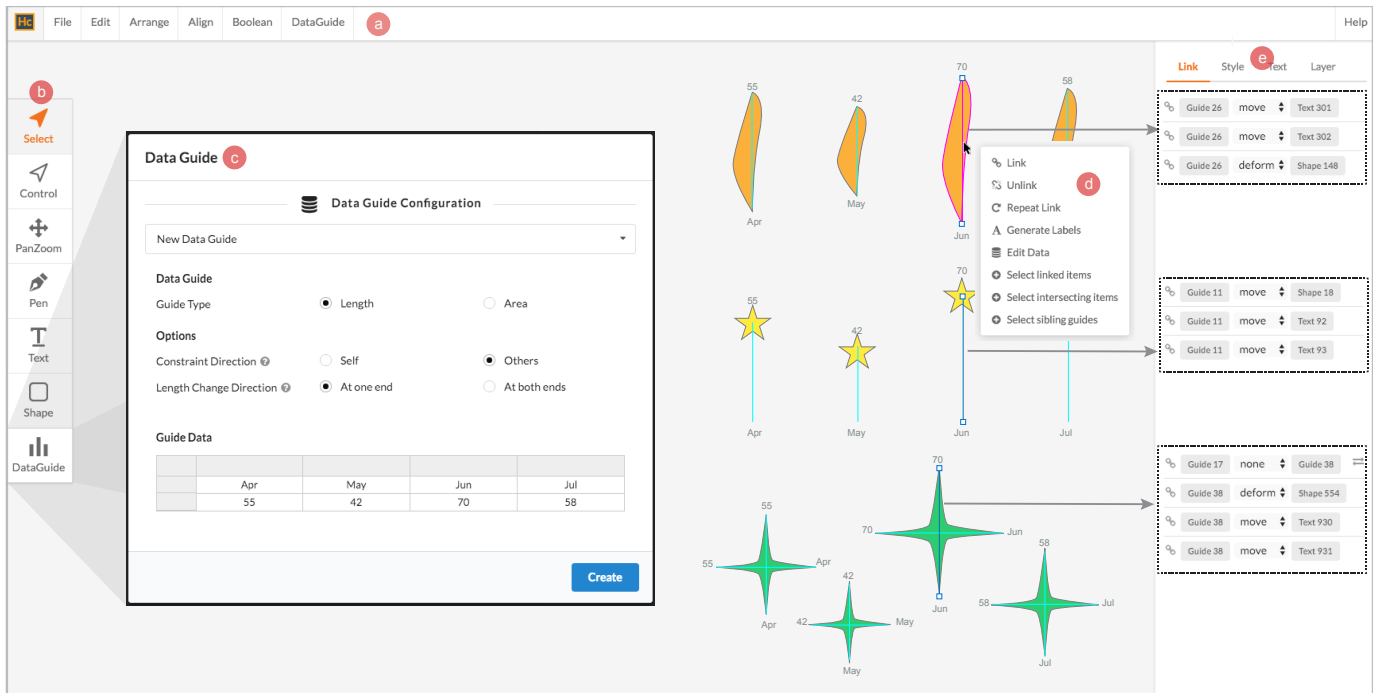 Hc File Edit Arrange Align Boolean DataGuide a Help
b
Select
Control
PanZoom
Pen
Text
Shape
DataGuide
Data Guide c
Data Guide Configuration
New Data Guide
Data Guide
Guide Type Length Area
Options
Constraint Direction ? Self Others
Length Change Direction ? At one end At both ends
Guide Data
Apr May Jun Jul
55 42 70 58
Create
55 42 70 58
Apr May Jun
d
Link
Unlink
Repeat Link
Generate Labels
Edit Data
Select linked items
Select intersecting items
Select sibling guides
55 42 70
Apr May Jun Jul
55
55 Apr
Apr
42
42 May
May
70
70 Jun
Jun
58
58 Jul
Jul
e
Link Style Text Layer
Guide 26 move Text 301
Guide 26 move Text 302
Guide 26 deform Shape 148
Guide 11 move Shape 18
Guide 11 move Text 92
Guide 11 move Text 93
Guide 17 none Guide 38
Guide 38 deform Shape 554
Guide 38 move Text 930
Guide 38 move Text 931